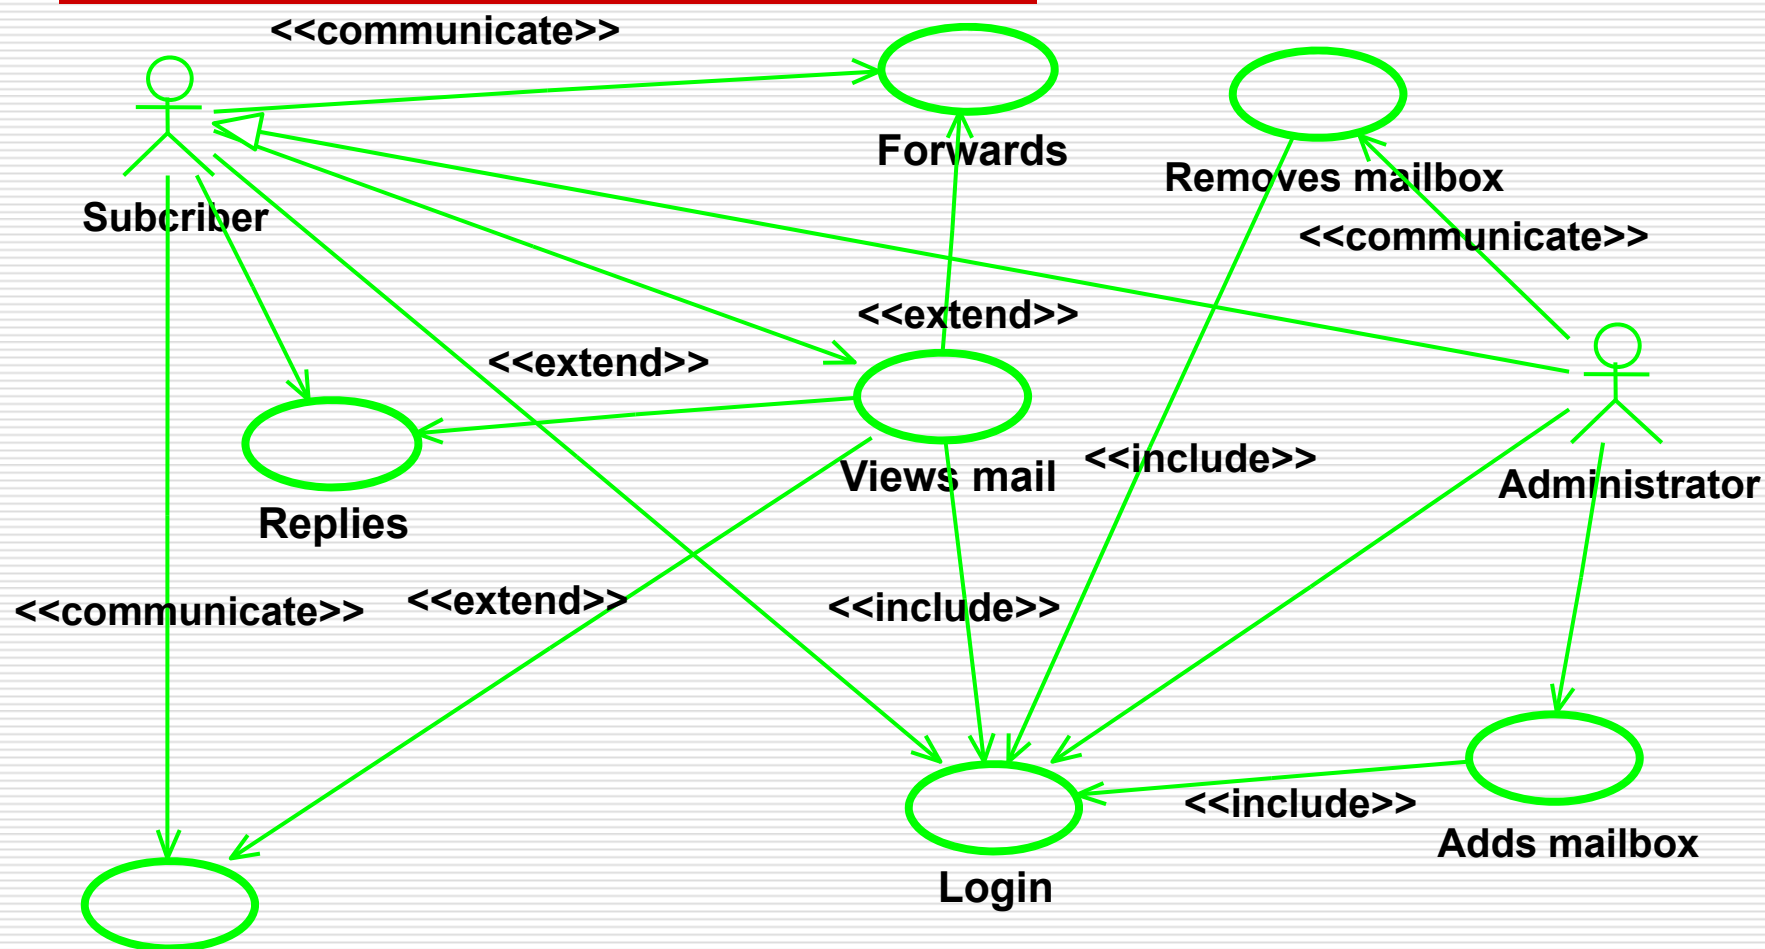 <<communicate>>
Forwards
Removes mailbox
Subcriber
<<communicate>>
<<extend>>
<<extend>>
<<include>>
Views mail
Administrator
Replies
<<communicate>>
<<extend>>
<<include>>
<<include>>
Adds mailbox
Login